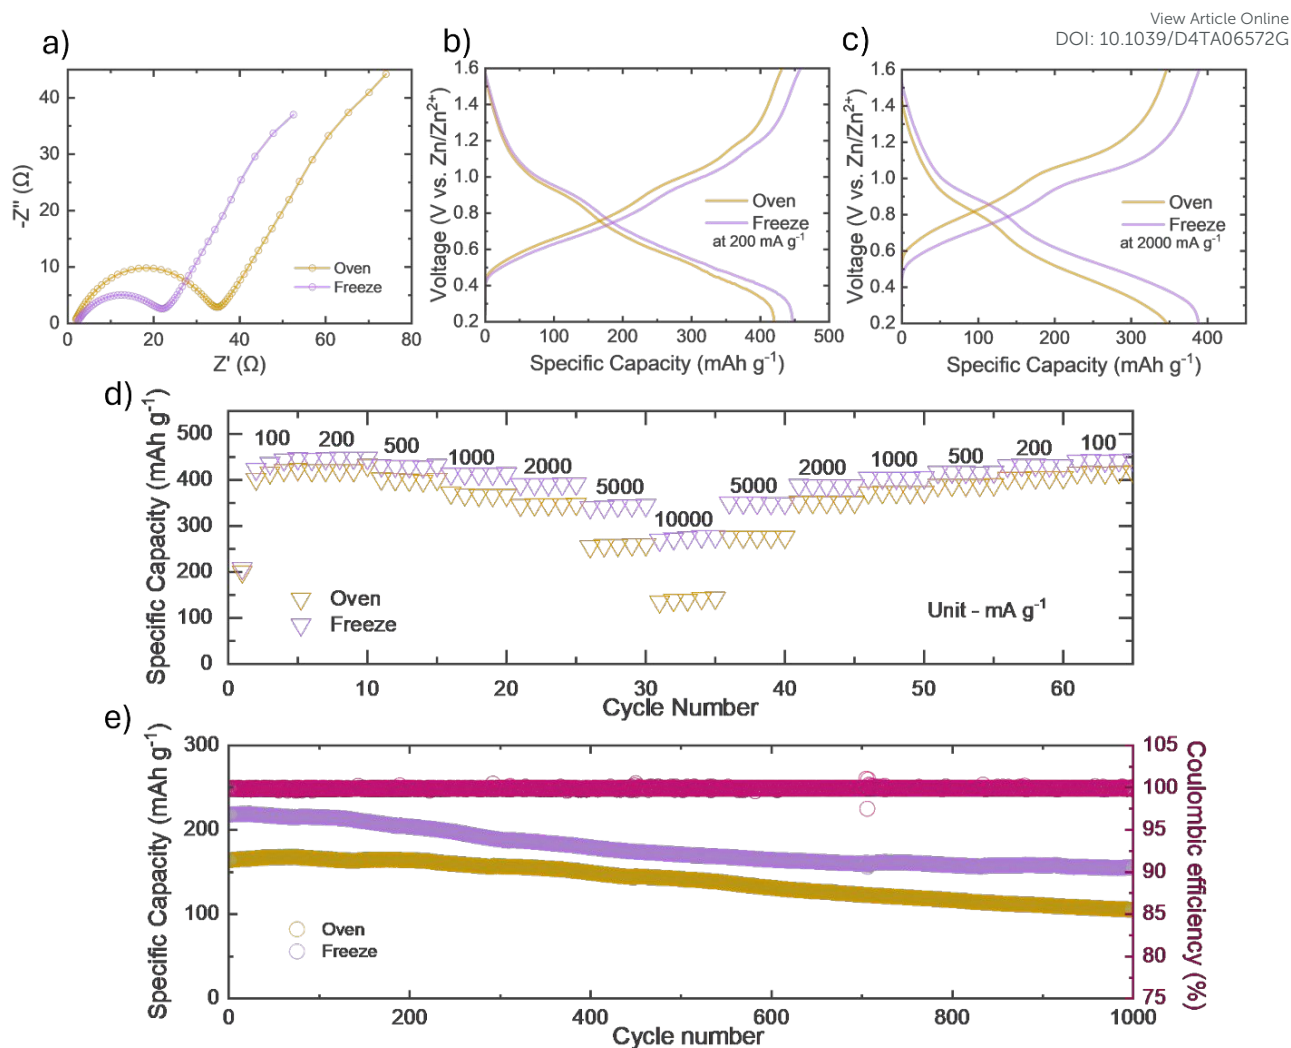 View Article Online
DOI: 10.1039/D4TA06572G
a)
40
30
20
10
0
-Z" (Ω)
Oven
Freeze
0 20 40 60 80
Z' (Ω)
b)
1.6
1.4
1.2
1.0
0.8
0.6
0.4
0.2
Voltage (V vs. Zn/Zn2+)
Oven
Freeze
at 200 mA g-1
0 100 200 300 400 500
Specific Capacity (mAh g-1)
c)
1.6
1.4
1.2
1.0
0.8
0.6
0.4
0.2
Voltage (V vs. Zn/Zn2+)
Oven
Freeze
at 2000 mA g-1
0 100 200 300 400
Specific Capacity (mAh g-1)
d)
500
400
300
200
100
0
Specific Capacity (mAh g-1)
100 200 500 1000 2000 5000 10000 5000 2000 1000 500 200 100
Oven
Freeze
Unit - mA g-1
0 10 20 30 40 50 60
Cycle Number
e)
300
200
100
0
Specific Capacity (mAh g-1)
Oven
Freeze
105
100
95
90
85
80
75
Coulombic efficiency (%)
0 200 400 600 800 1000
Cycle number